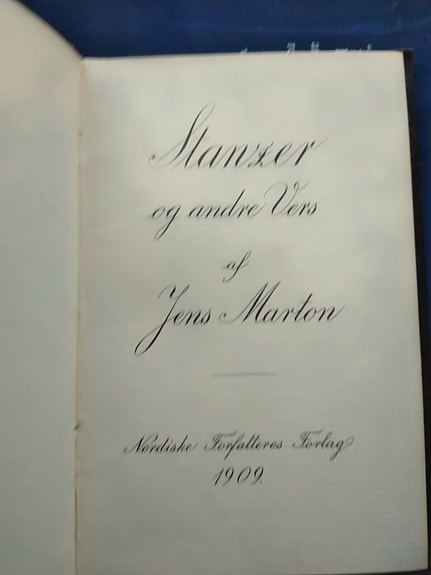 Stanzer
og andre Vers
af
Jens Marton
Nordiske Forfatteres Forlag
1909.